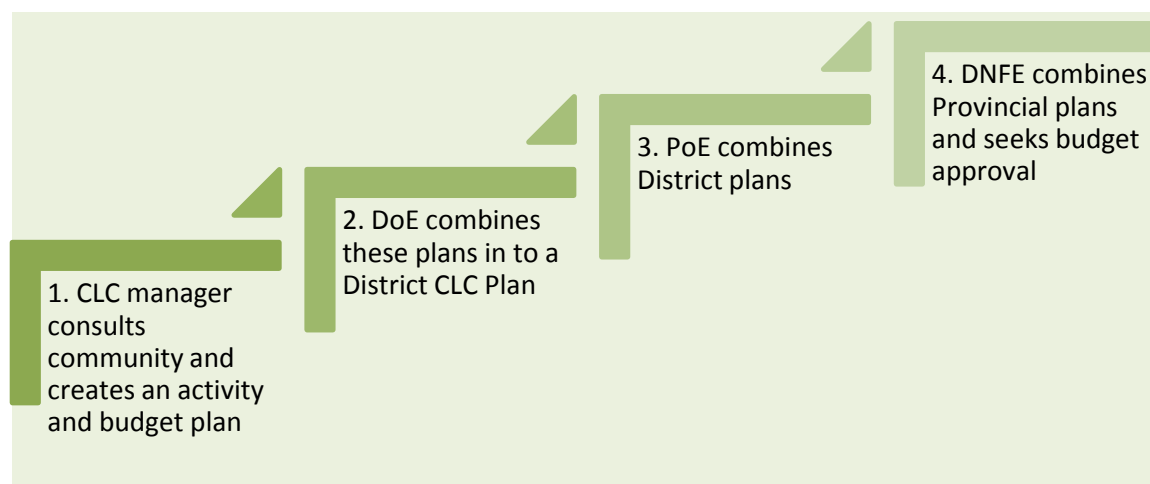 1. CLC manager
consults
community and
creates an activity
and budget plan
2. DoE combines
these plans in to a
District CLC Plan
3. PoE combines
District plans
4. DNFE combines
Provincial plans
and seeks budget
approval